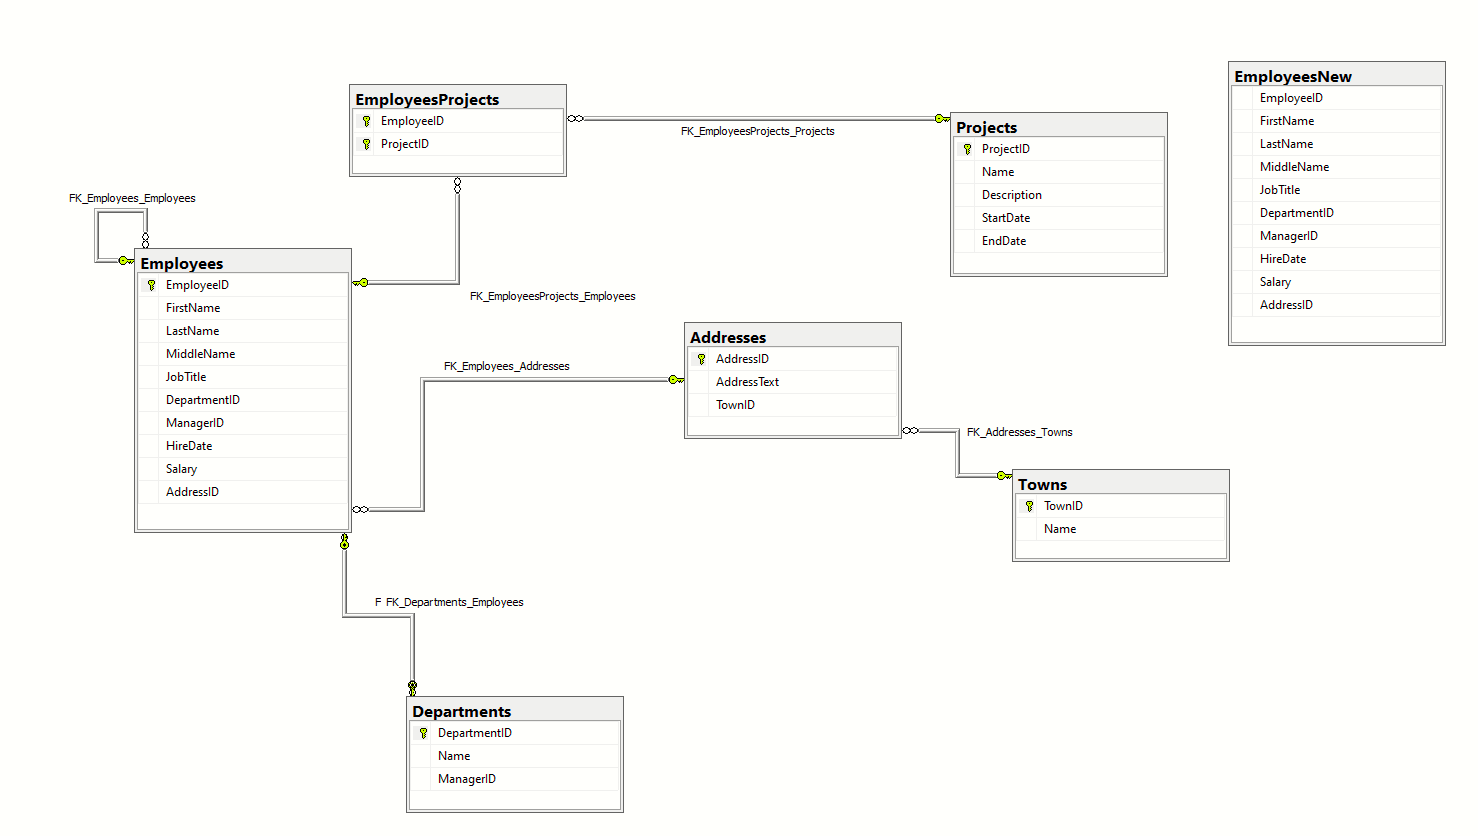 EmployeesProjects
EmployeeID
ProjectID
FK_EmployeesProjects_Projects
Projects
ProjectID
Name
Description
StartDate
EndDate
EmployeesNew
EmployeeID
FirstName
LastName
MiddleName
JobTitle
DepartmentID
ManagerID
HireDate
Salary
AddressID
FK_Employees_Employees
Employees
EmployeeID
FirstName
LastName
MiddleName
JobTitle
DepartmentID
ManagerID
HireDate
Salary
AddressID
FK_EmployeesProjects_Employees
FK_Employees_Addresses
Addresses
AddressID
AddressText
TownID
FK_Addresses_Towns
Towns
TownID
Name
F FK_Departments_Employees
Departments
DepartmentID
Name
ManagerID